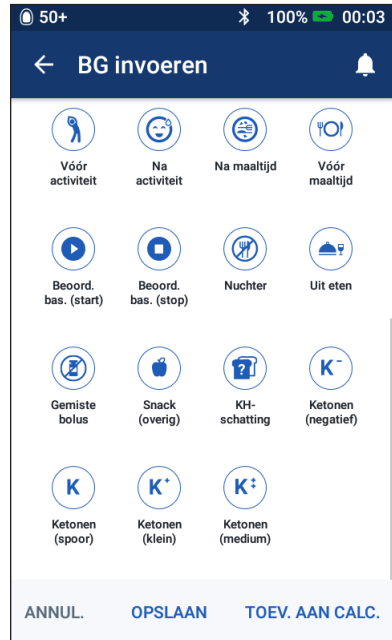 50+ 100% 00:03
BG invoeren
Vóór activiteit
Na activiteit
Na maaltijd
Vóór maaltijd
Beoord. bas. (start)
Beoord. bas. (stop)
Nuchter
Uit eten
Gemiste bolus
Snack (overig)
?
KH-schatting
K-
Ketonen (negatief)
K
Ketonen (spoor)
K+
Ketonen (klein)
K‡
Ketonen (medium)
ANNUL. OPSLAAN TOEV. AAN CALC.